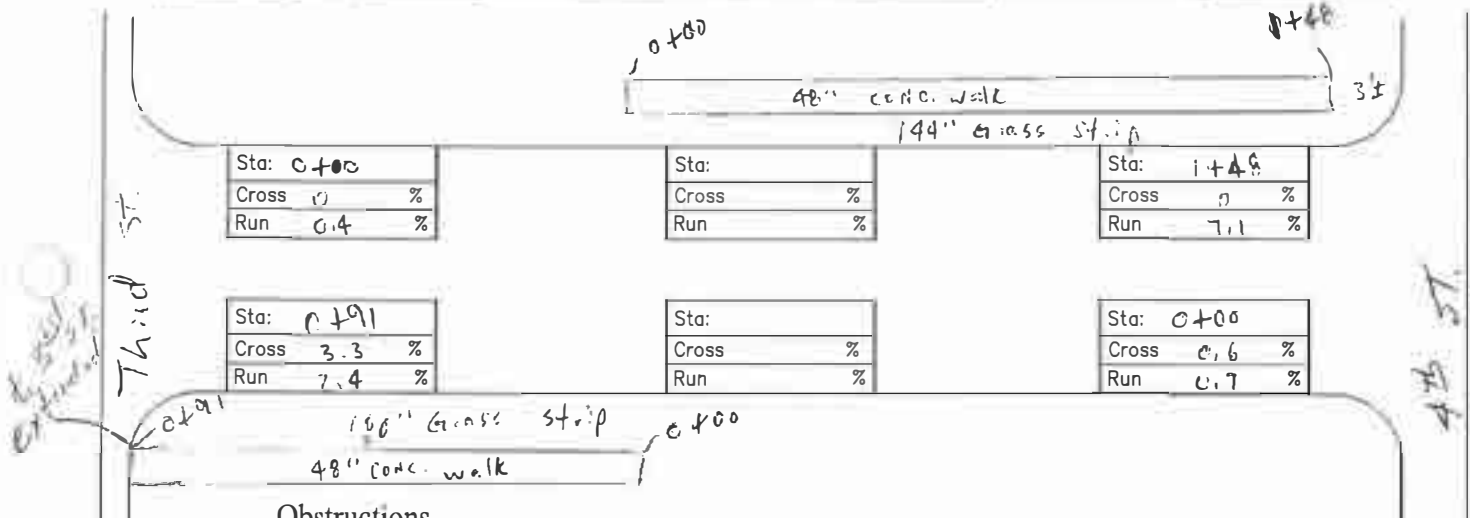 0+00
0+48
48" conc. walk
3'±
144" Grass Strip
Sta: 0+00
Cross 0 %
Run 0.4 %
Sta:
Cross %
Run %
Sta: 1+48
Cross 0 %
Run 7.1 %
Third ST.
4th ST.
Sta: 0+91
Cross 3.3 %
Run 7.4 %
Sta:
Cross %
Run %
Sta: 0+00
Cross 0.6 %
Run 0.7 %
0+91
Grass Strip
0+00
48" conc. walk
Obstructions